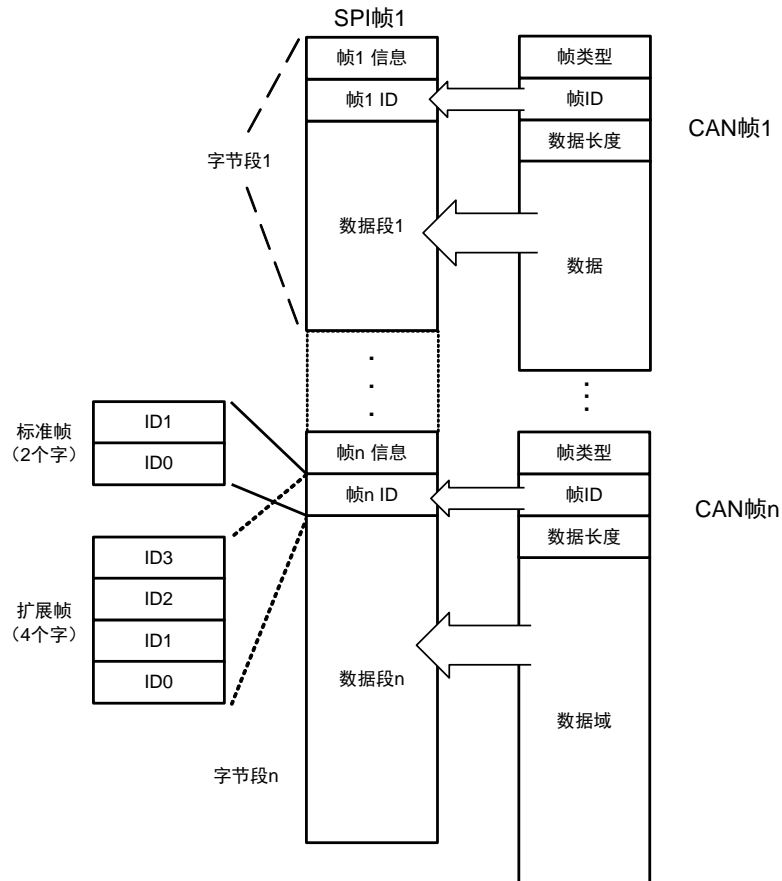 SPI帧1
帧1 信息
帧1 ID
字节段1
数据段1
帧类型
帧ID
数据长度
数据
CAN帧1
.
.
.
⋮
标准帧
（2个字）
ID1
ID0
帧n 信息
帧n ID
帧类型
帧ID
数据长度
CAN帧n
扩展帧
（4个字）
ID3
ID2
ID1
ID0
数据段n
数据域
字节段n